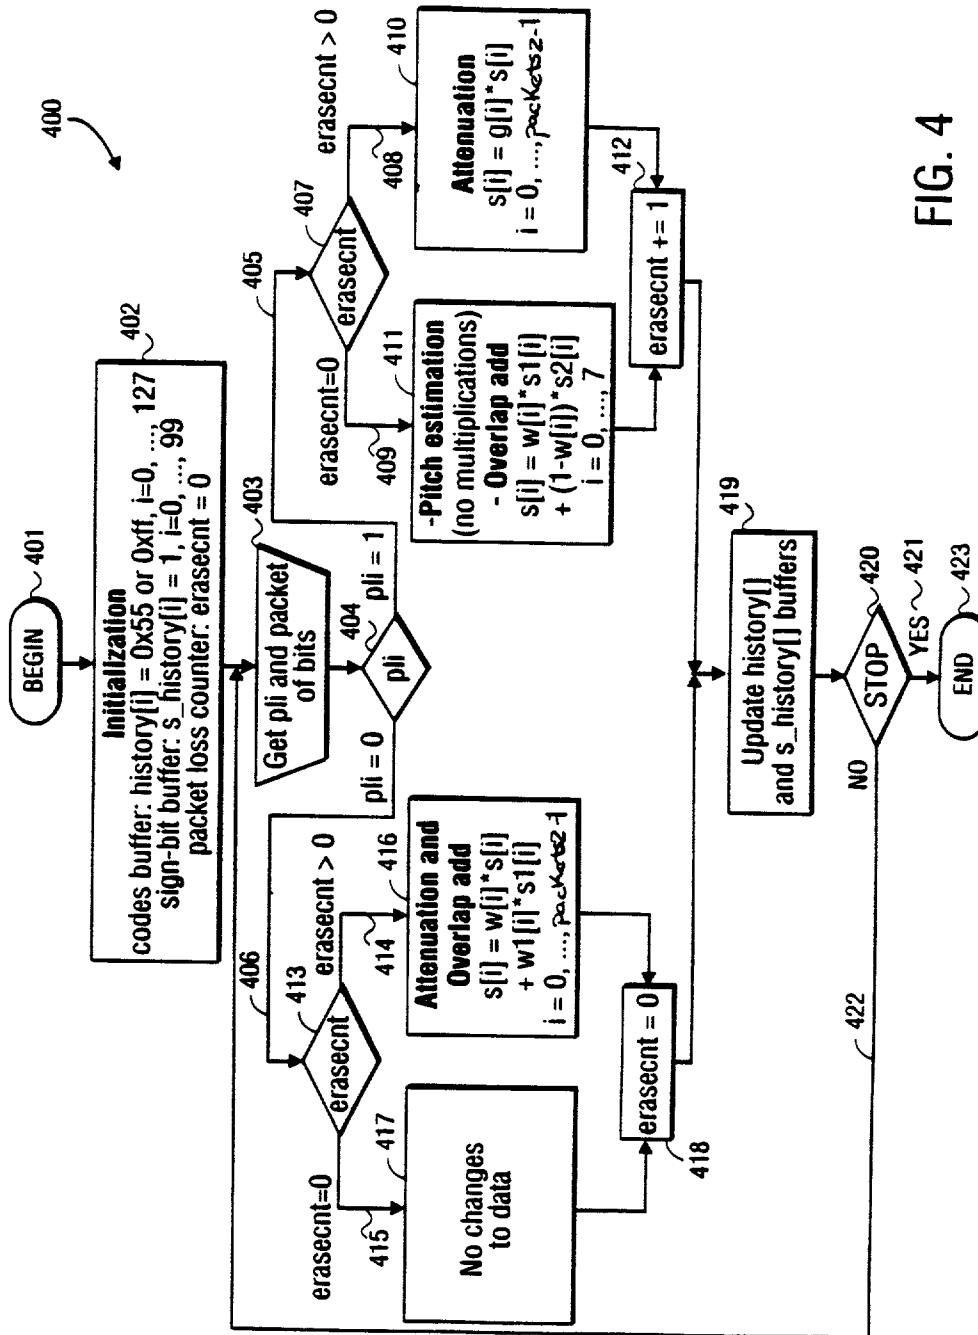 400
BEGIN
401
402
Initialization
codes buffer: history[i] = 0x55 or 0xff, i=0, ..., 127
sign-bit buffer: s_history[i] = 1, i=0, ..., 99
packet loss counter: erasecnt = 0
403
Get pli and packet
of bits
404
pli
pli = 0
pli = 1
405
406
407
erasecnt
erasecnt=0
erasecnt > 0
408
409
410
Attenuation
s[i] = g[i]*s[i]
i = 0, ..., packetsz-1
411
-Pitch estimation
(no multiplications)
- Overlap add
s[i] = w[i]*s1[i]
+ (1-w[i])*s2[i]
i = 0, ..., 7
412
erasecnt += 1
413
erasecnt
erasecnt=0
erasecnt > 0
414
415
416
Attenuation and
Overlap add
s[i] = w[i]*s[i]
+ w1[i]*s1[i]
i = 0, ..., packetsz-1
417
No changes
to data
erasecnt = 0
418
419
Update history[]
and s_history[] buffers
420
STOP
NO
YES
421
422
END
423
FIG. 4